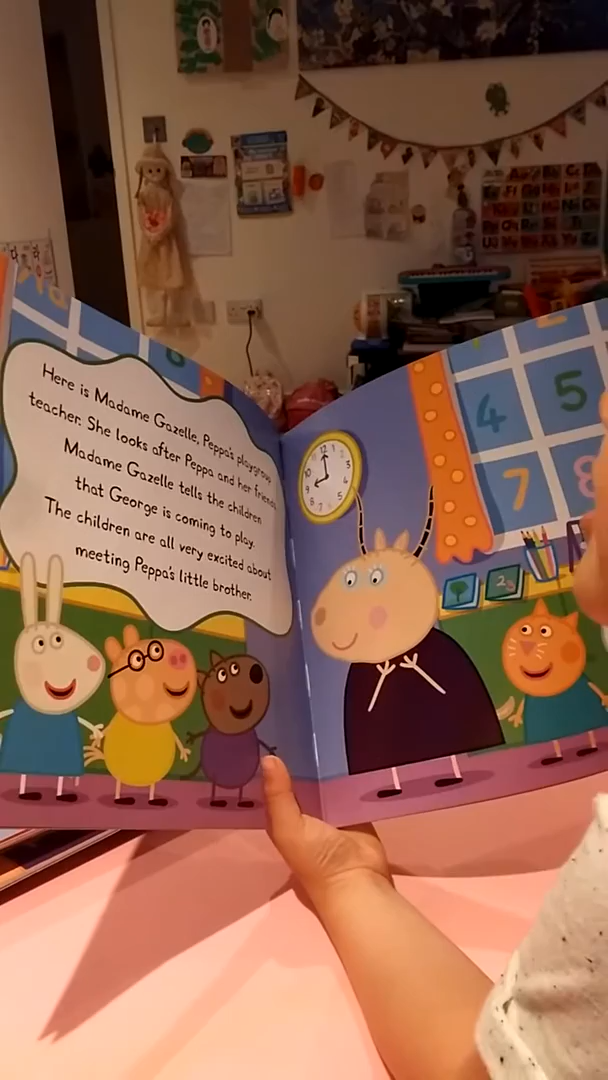 Here is Madame Gazelle, Peppa's playgroup
teacher. She looks after Peppa and her friends.
Madame Gazelle tells the children
that George is coming to play.
The children are all very excited about
meeting Peppa's little brother.
4 5
7 8